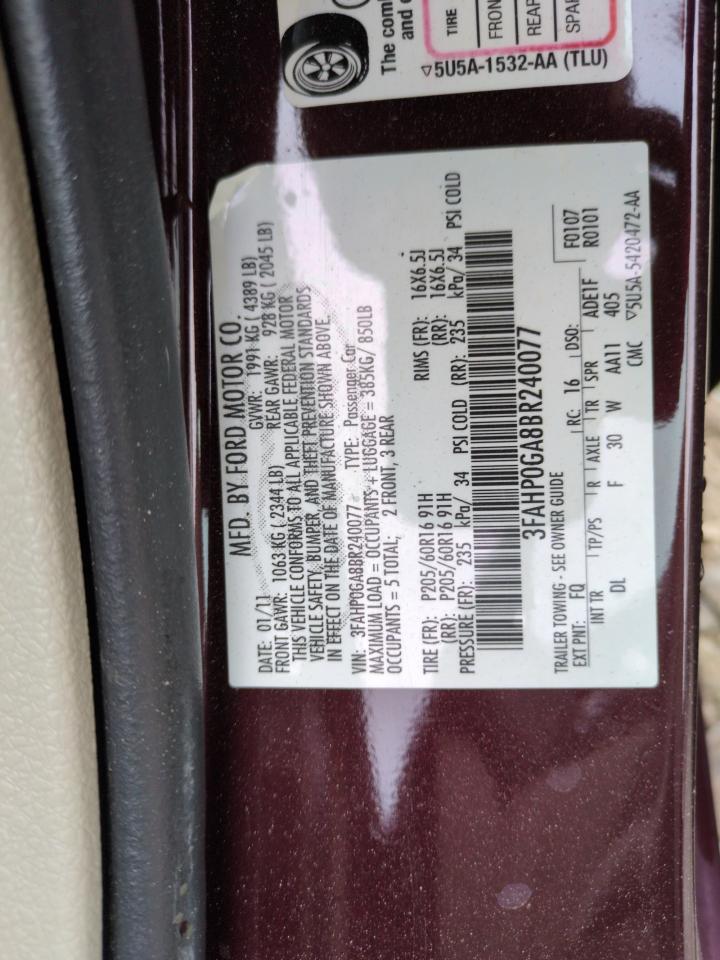 MFD. BY FORD MOTOR CO.
DATE: 01/11 GVWR: 1991 KG ( 4389 LB)
FRONT GAWR: 1063 KG ( 2344 LB) REAR GAWR: 928 KG ( 2045 LB)
THIS VEHICLE CONFORMS TO ALL APPLICABLE FEDERAL MOTOR
VEHICLE SAFETY, BUMPER, AND THEFT PREVENTION STANDARDS
IN EFFECT ON THE DATE OF MANUFACTURE SHOWN ABOVE.
VIN: 3FAHP0GA8BR240077 TYPE: Passenger Car
MAXIMUM LOAD = OCCUPANTS + LUGGAGE = 385KG/ 850LB
OCCUPANTS = 5 TOTAL; 2 FRONT, 3 REAR
TIRE (FR): P205/60R16 91H RIMS (FR): 16X6.5J
(RR): P205/60R16 91H (RR): 16X6.5J
PRESSURE (FR): 235 kPa/ 34 PSI COLD (RR): 235 kPa/ 34 PSI COLD
3FAHP0GA8BR240077
TRAILER TOWING - SEE OWNER GUIDE F0107
EXT PNT: FQ RC: 16 DSO: R0101
INT TR TP/PS R AXLE TR SPR ADE1F
DL F 30 W AA11 405
CMC ▽5U5A-5420472-AA
The com
and
TIRE
FRON
REAR
SPA
▽5U5A-1532-AA (TLU)